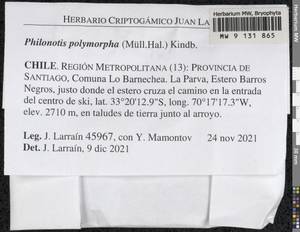 HERBARIO CRIPTOGÁMICO JUAN LA
Herbarium MW, Bryophyta
MW 9 131 865
Philonotis polymorpha (Müll.Hal.) Kindb.
CHILE. REGIÓN METROPOLITANA (13): PROVINCIA DE
SANTIAGO, Comuna Lo Barnechea. La Parva, Estero Barros
Negros, justo donde el estero cruza el camino en la entrada
del centro de ski, lat. 33°20'12.9"S, long. 70°17'17.3"W,
elev. 2710 m, en taludes de tierra junto al arroyo.
Leg. J. Larraín 45967, con Y. Mamontov 24 nov 2021
Det. J. Larraín, 9 dic 2021